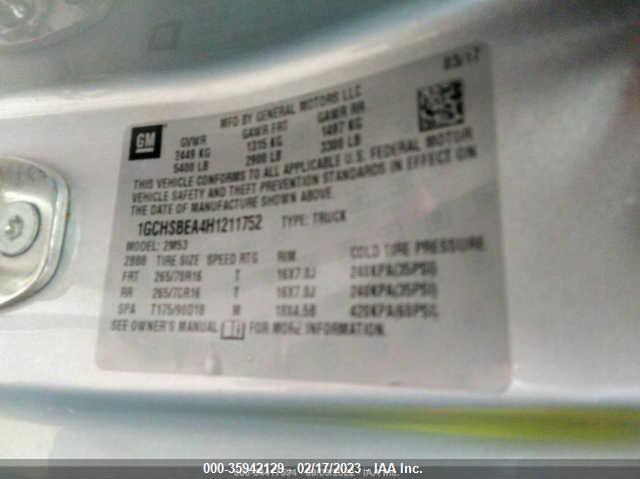 03/17
MFD BY GENERAL MOTORS LLC
GM GVWR GAWR FRT GAWR RR
2449 KG 1315 KG 1497 KG
5400 LB 2900 LB 3300 LB
THIS VEHICLE CONFORMS TO ALL APPLICABLE U.S. FEDERAL MOTOR
VEHICLE SAFETY AND THEFT PREVENTION STANDARDS IN EFFECT ON
THE DATE OF MANUFACTURE SHOWN ABOVE.
1GCHSBEA4H1211752 TYPE: TRUCK
MODEL: 2M53
TIRE SIZE SPEED RTG RIM COLD TIRE PRESSURE
FRT 265/70R16 T 16X7.0J 240KPA(35PSI)
RR 265/70R16 T 16X7.0J 240KPA(35PSI)
SPA T175/90D18 M 18X4.5B 420KPA(60PSI)
SEE OWNER'S MANUAL FOR MORE INFORMATION.
000-35942129 - 02/17/2023 - IAA Inc.